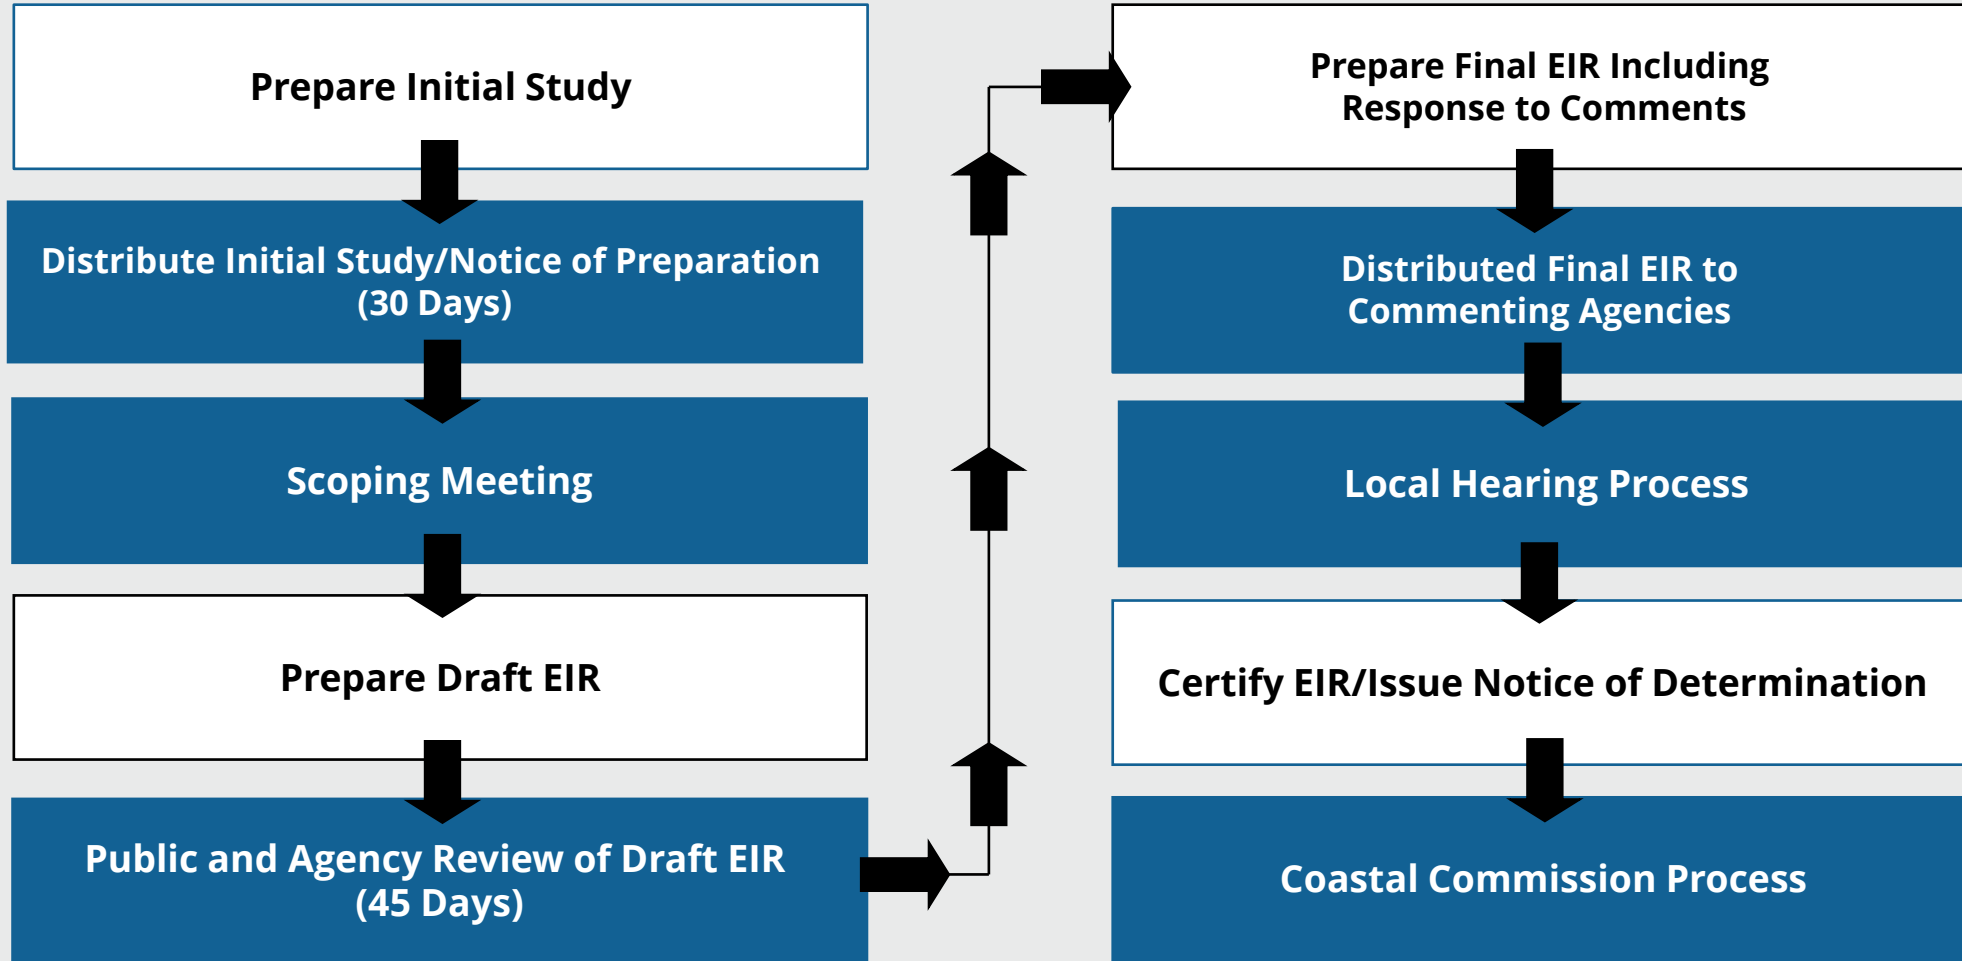 Prepare Initial Study
Distribute Initial Study/Notice of Preparation
(30 Days)
Scoping Meeting
Prepare Draft EIR
Public and Agency Review of Draft EIR
(45 Days)
Prepare Final EIR Including
Response to Comments
Distributed Final EIR to
Commenting Agencies
Local Hearing Process
Certify EIR/Issue Notice of Determination
Coastal Commission Process